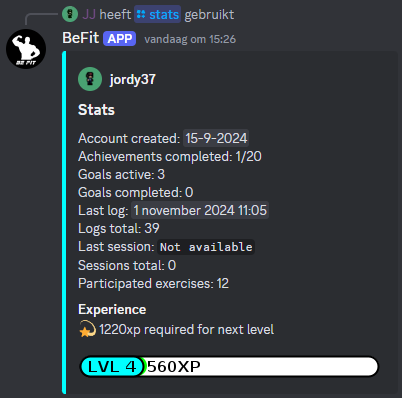 JJ heeft stats gebruikt
BE FIT
BeFit APP vandaag om 15:26
jordy37
Stats
Account created: 15-9-2024
Achievements completed: 1/20
Goals active: 3
Goals completed: 0
Last log: 1 november 2024 11:05
Logs total: 39
Last session: Not available
Sessions total: 0
Participated exercises: 12
Experience
1220xp required for next level
LVL 4 560XP